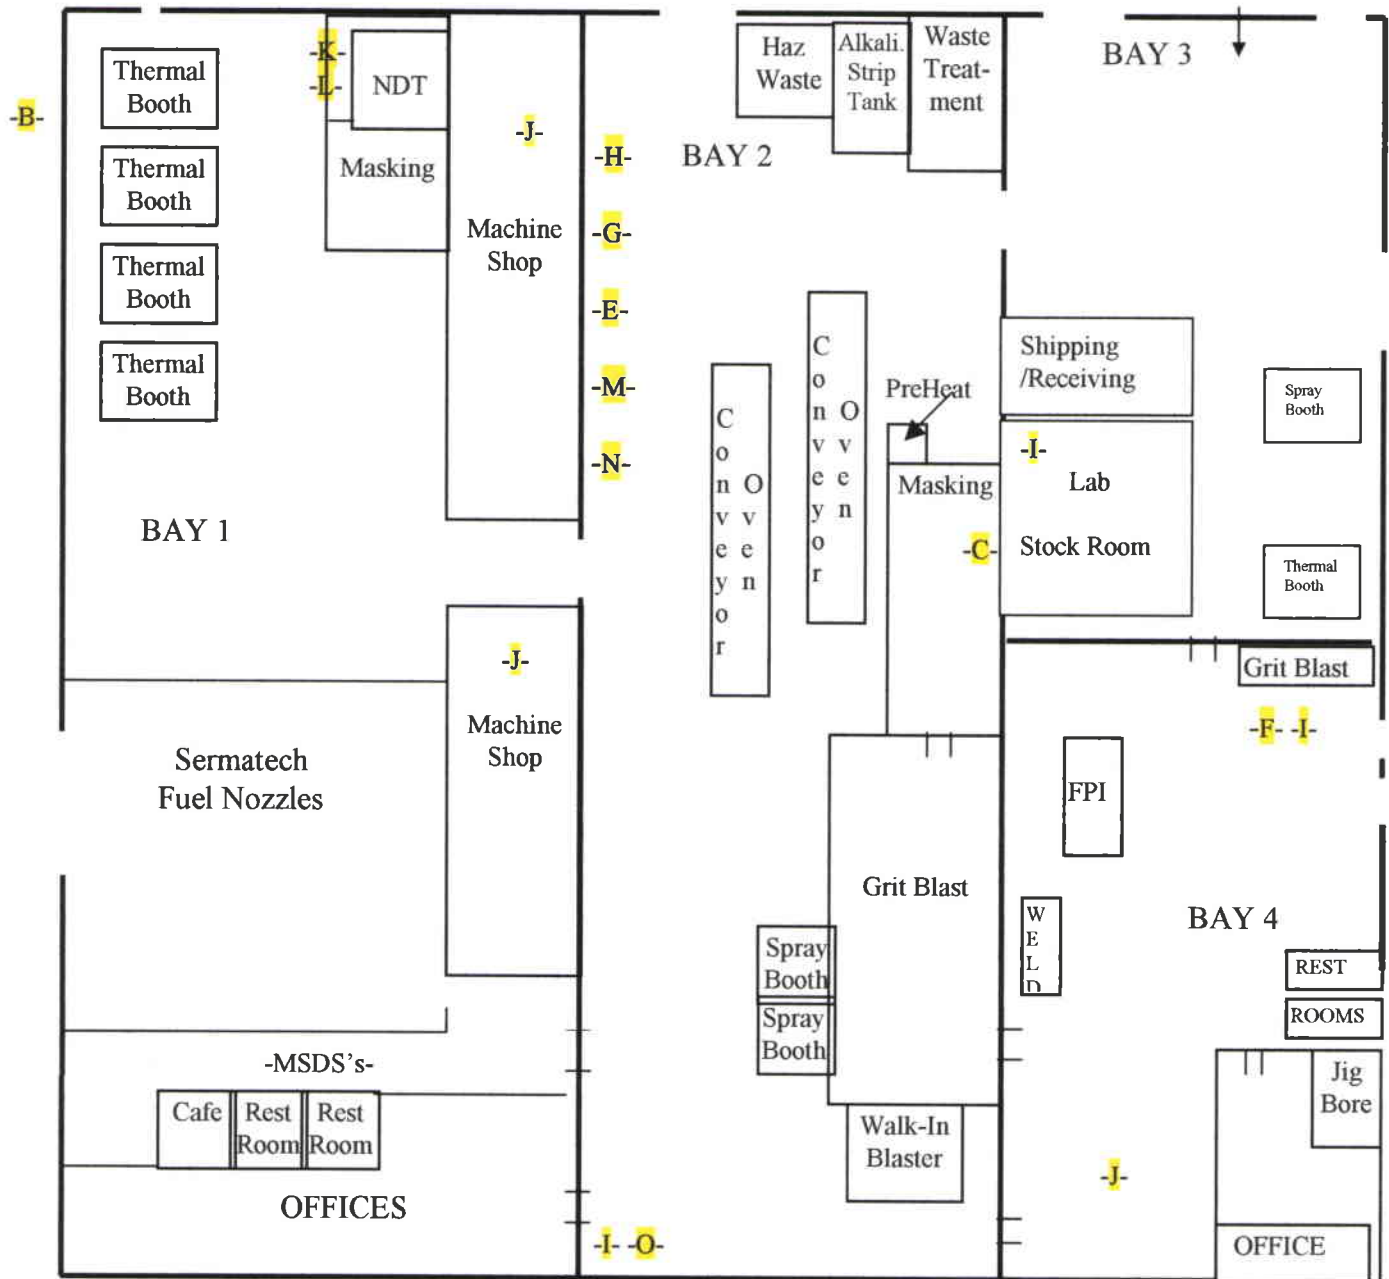 -B-
Thermal
Booth
Thermal
Booth
Thermal
Booth
Thermal
Booth
BAY 1
-K-
-L-
NDT
Masking
-J-
Machine
Shop
-H-
-G-
-E-
-M-
-N-
BAY 2
Haz
Waste
Alkali.
Strip
Tank
Waste
Treat-
ment
BAY 3
Conveyor
Oven
Conveyor
Oven
PreHeat
Masking
-C-
Shipping
/Receiving
-I-
Lab
Stock Room
Spray
Booth
Thermal
Booth
Sermatech
Fuel Nozzles
-J-
Machine
Shop
Grit Blast
-F- -I-
FPI
Grit Blast
WELD
BAY 4
Spray
Booth
Spray
Booth
REST
ROOMS
-MSDS's-
Cafe
Rest
Room
Rest
Room
OFFICES
Walk-In
Blaster
-I- -O-
-J-
Jig
Bore
OFFICE